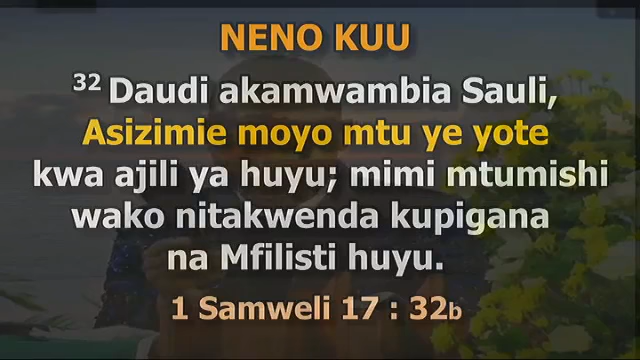 NENO KUU
32 Daudi akamwambia Sauli,
Asizimie moyo mtu ye yote
kwa ajili ya huyu; mimi mtumishi
wako nitakwenda kupigana
na Mfilisti huyu.
1 Samweli 17 : 32b